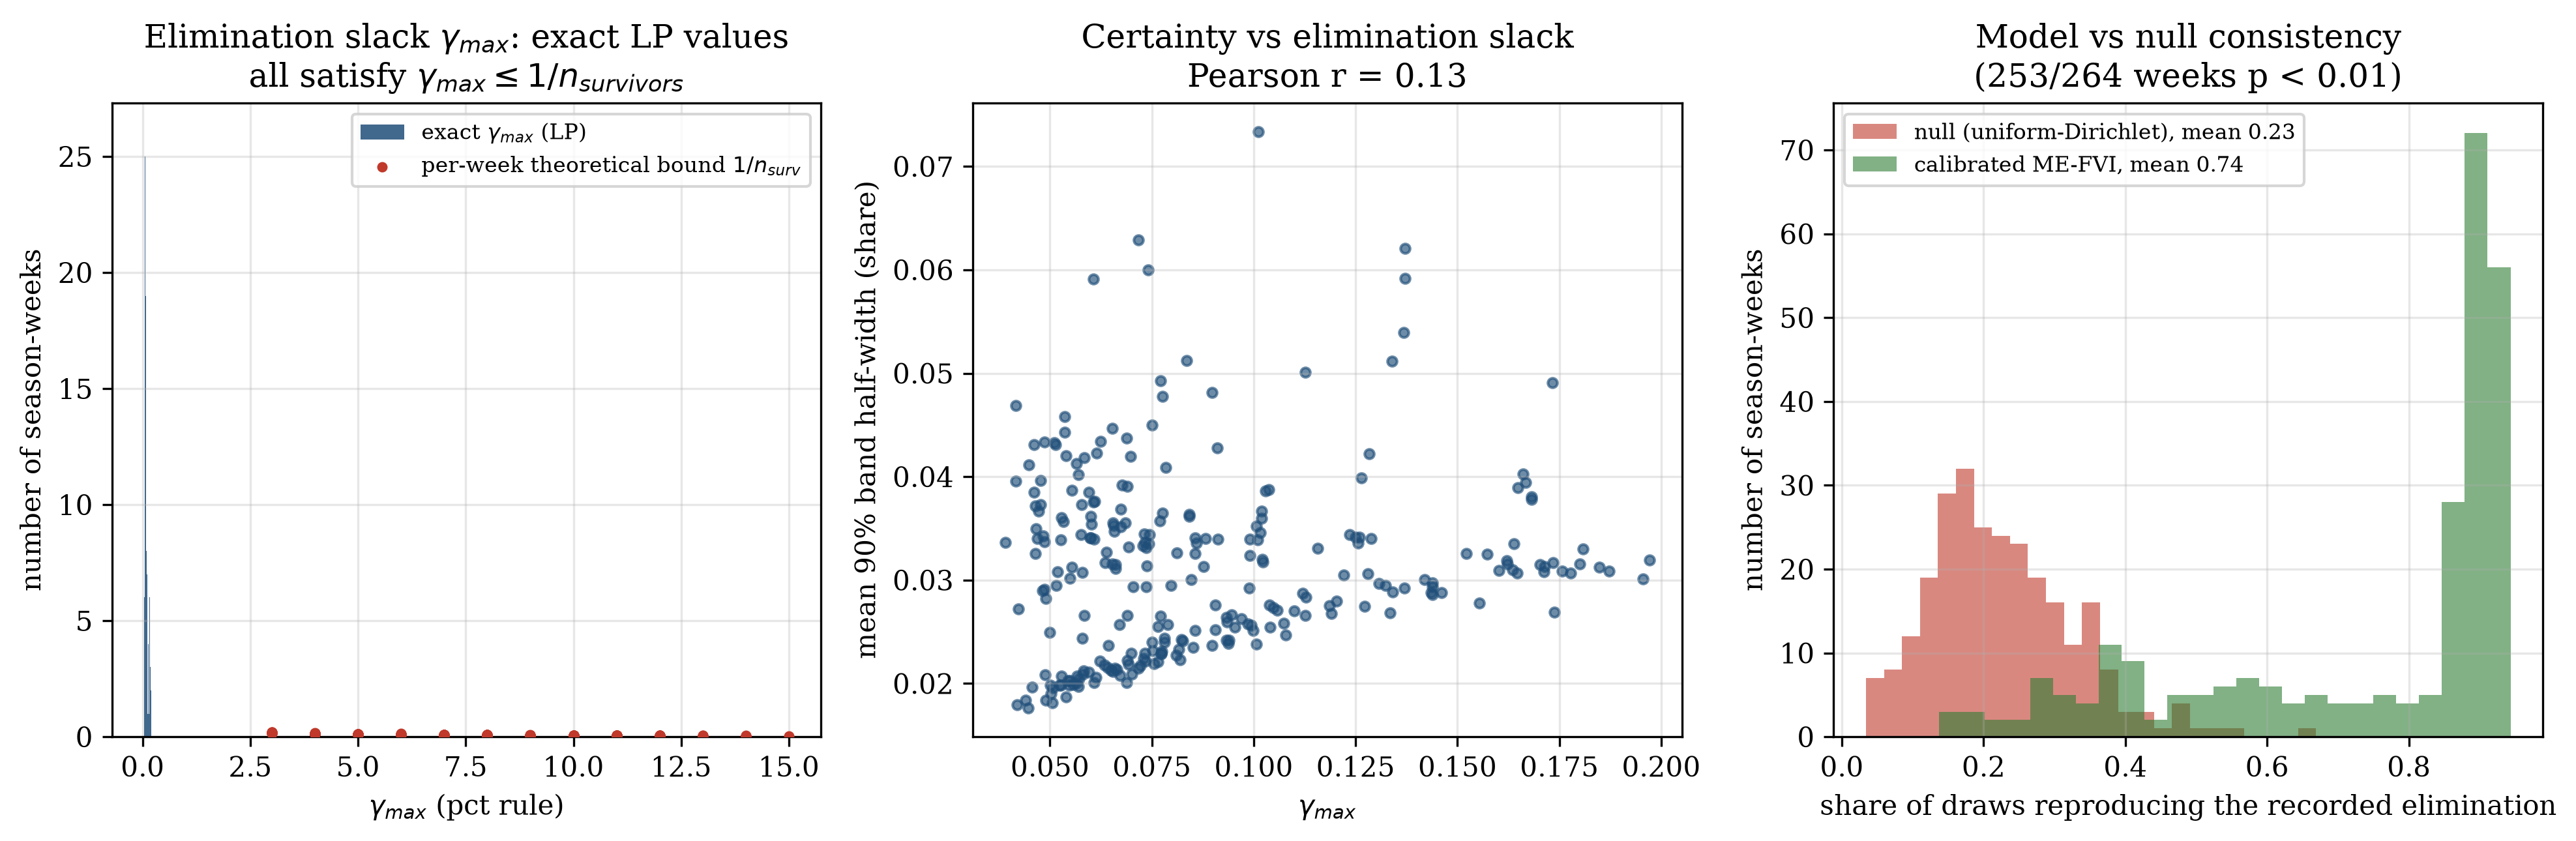 Elimination slack γmax: exact LP values
all satisfy γmax ≤ 1/nsurvivors
number of season-weeks
25
20
15
10
5
0
exact γmax (LP)
per-week theoretical bound 1/nsurv
0.0 2.5 5.0 7.5 10.0 12.5 15.0
γmax (pct rule)
Certainty vs elimination slack
Pearson r = 0.13
mean 90% band half-width (share)
0.07
0.06
0.05
0.04
0.03
0.02
0.050 0.075 0.100 0.125 0.150 0.175 0.200
γmax
Model vs null consistency
(253/264 weeks p < 0.01)
number of season-weeks
70
60
50
40
30
20
10
0
null (uniform-Dirichlet), mean 0.23
calibrated ME-FVI, mean 0.74
0.0 0.2 0.4 0.6 0.8
share of draws reproducing the recorded elimination